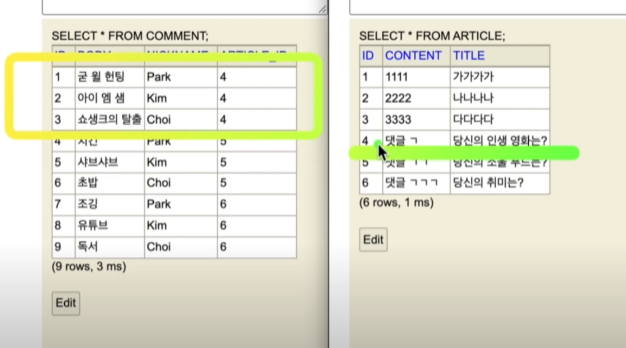 SELECT * FROM COMMENT;
ID BODY NICKNAME ARTICLE_ID
1 굳 윌 헌팅 Park 4
2 아이 엠 샘 Kim 4
3 쇼생크의 탈출 Choi 4
4 치킨 Park 5
5 샤브샤브 Kim 5
6 초밥 Choi 5
7 조깅 Park 6
8 유튜브 Kim 6
9 독서 Choi 6
(9 rows, 3 ms)
Edit
SELECT * FROM ARTICLE;
ID CONTENT TITLE
1 1111 가가가가
2 2222 나나나나
3 3333 다다다다
4 댓글 ㄱ 당신의 인생 영화는?
5 댓글 ㄱㄱ 당신의 소울 푸드는?
6 댓글 ㄱㄱㄱ 당신의 취미는?
(6 rows, 1 ms)
Edit